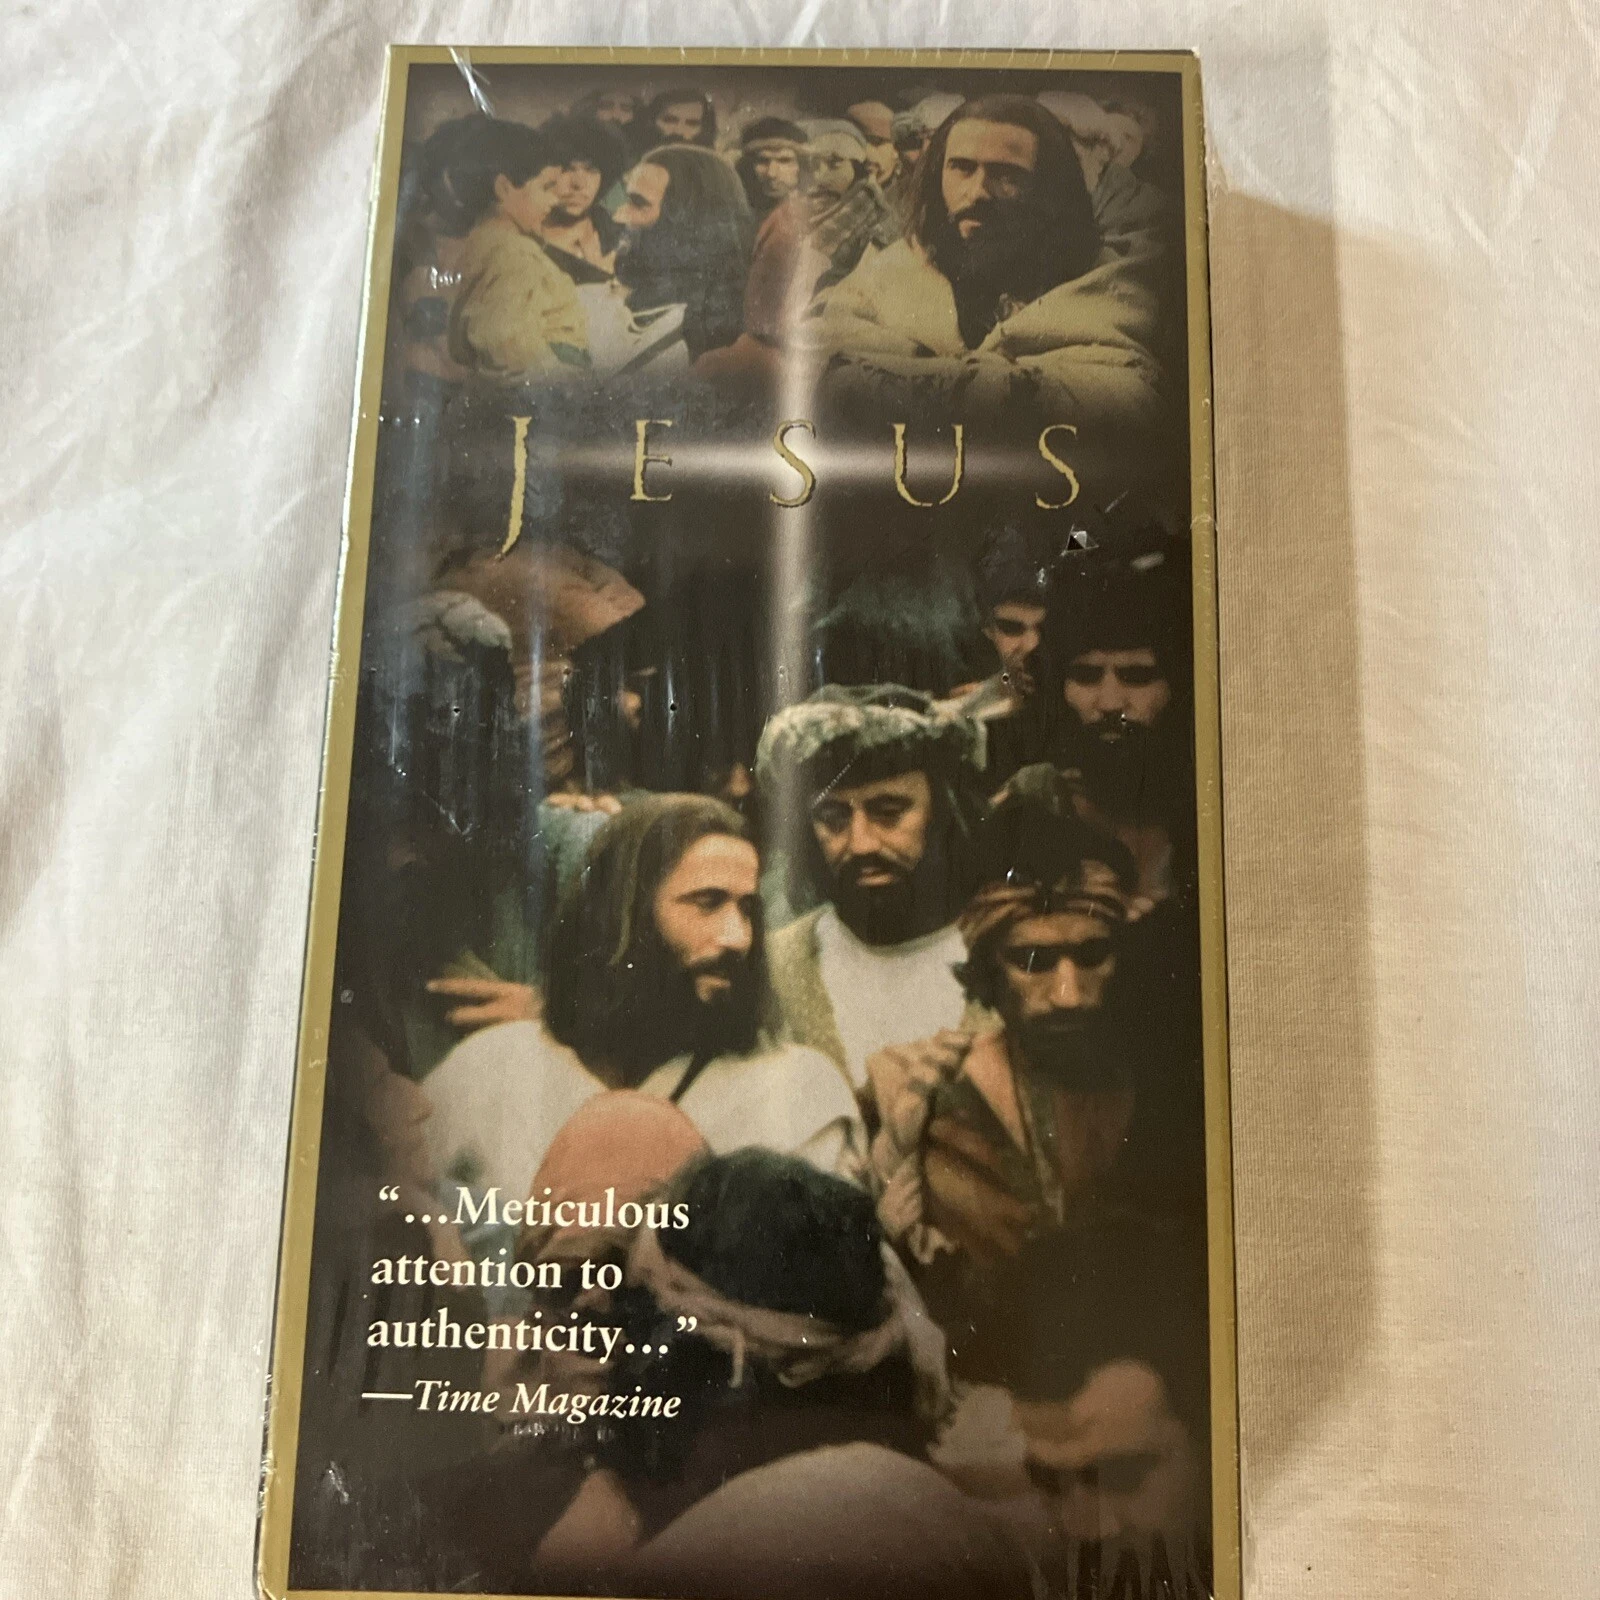 JESUS
“...Meticulous
attention to
authenticity...”
—Time Magazine